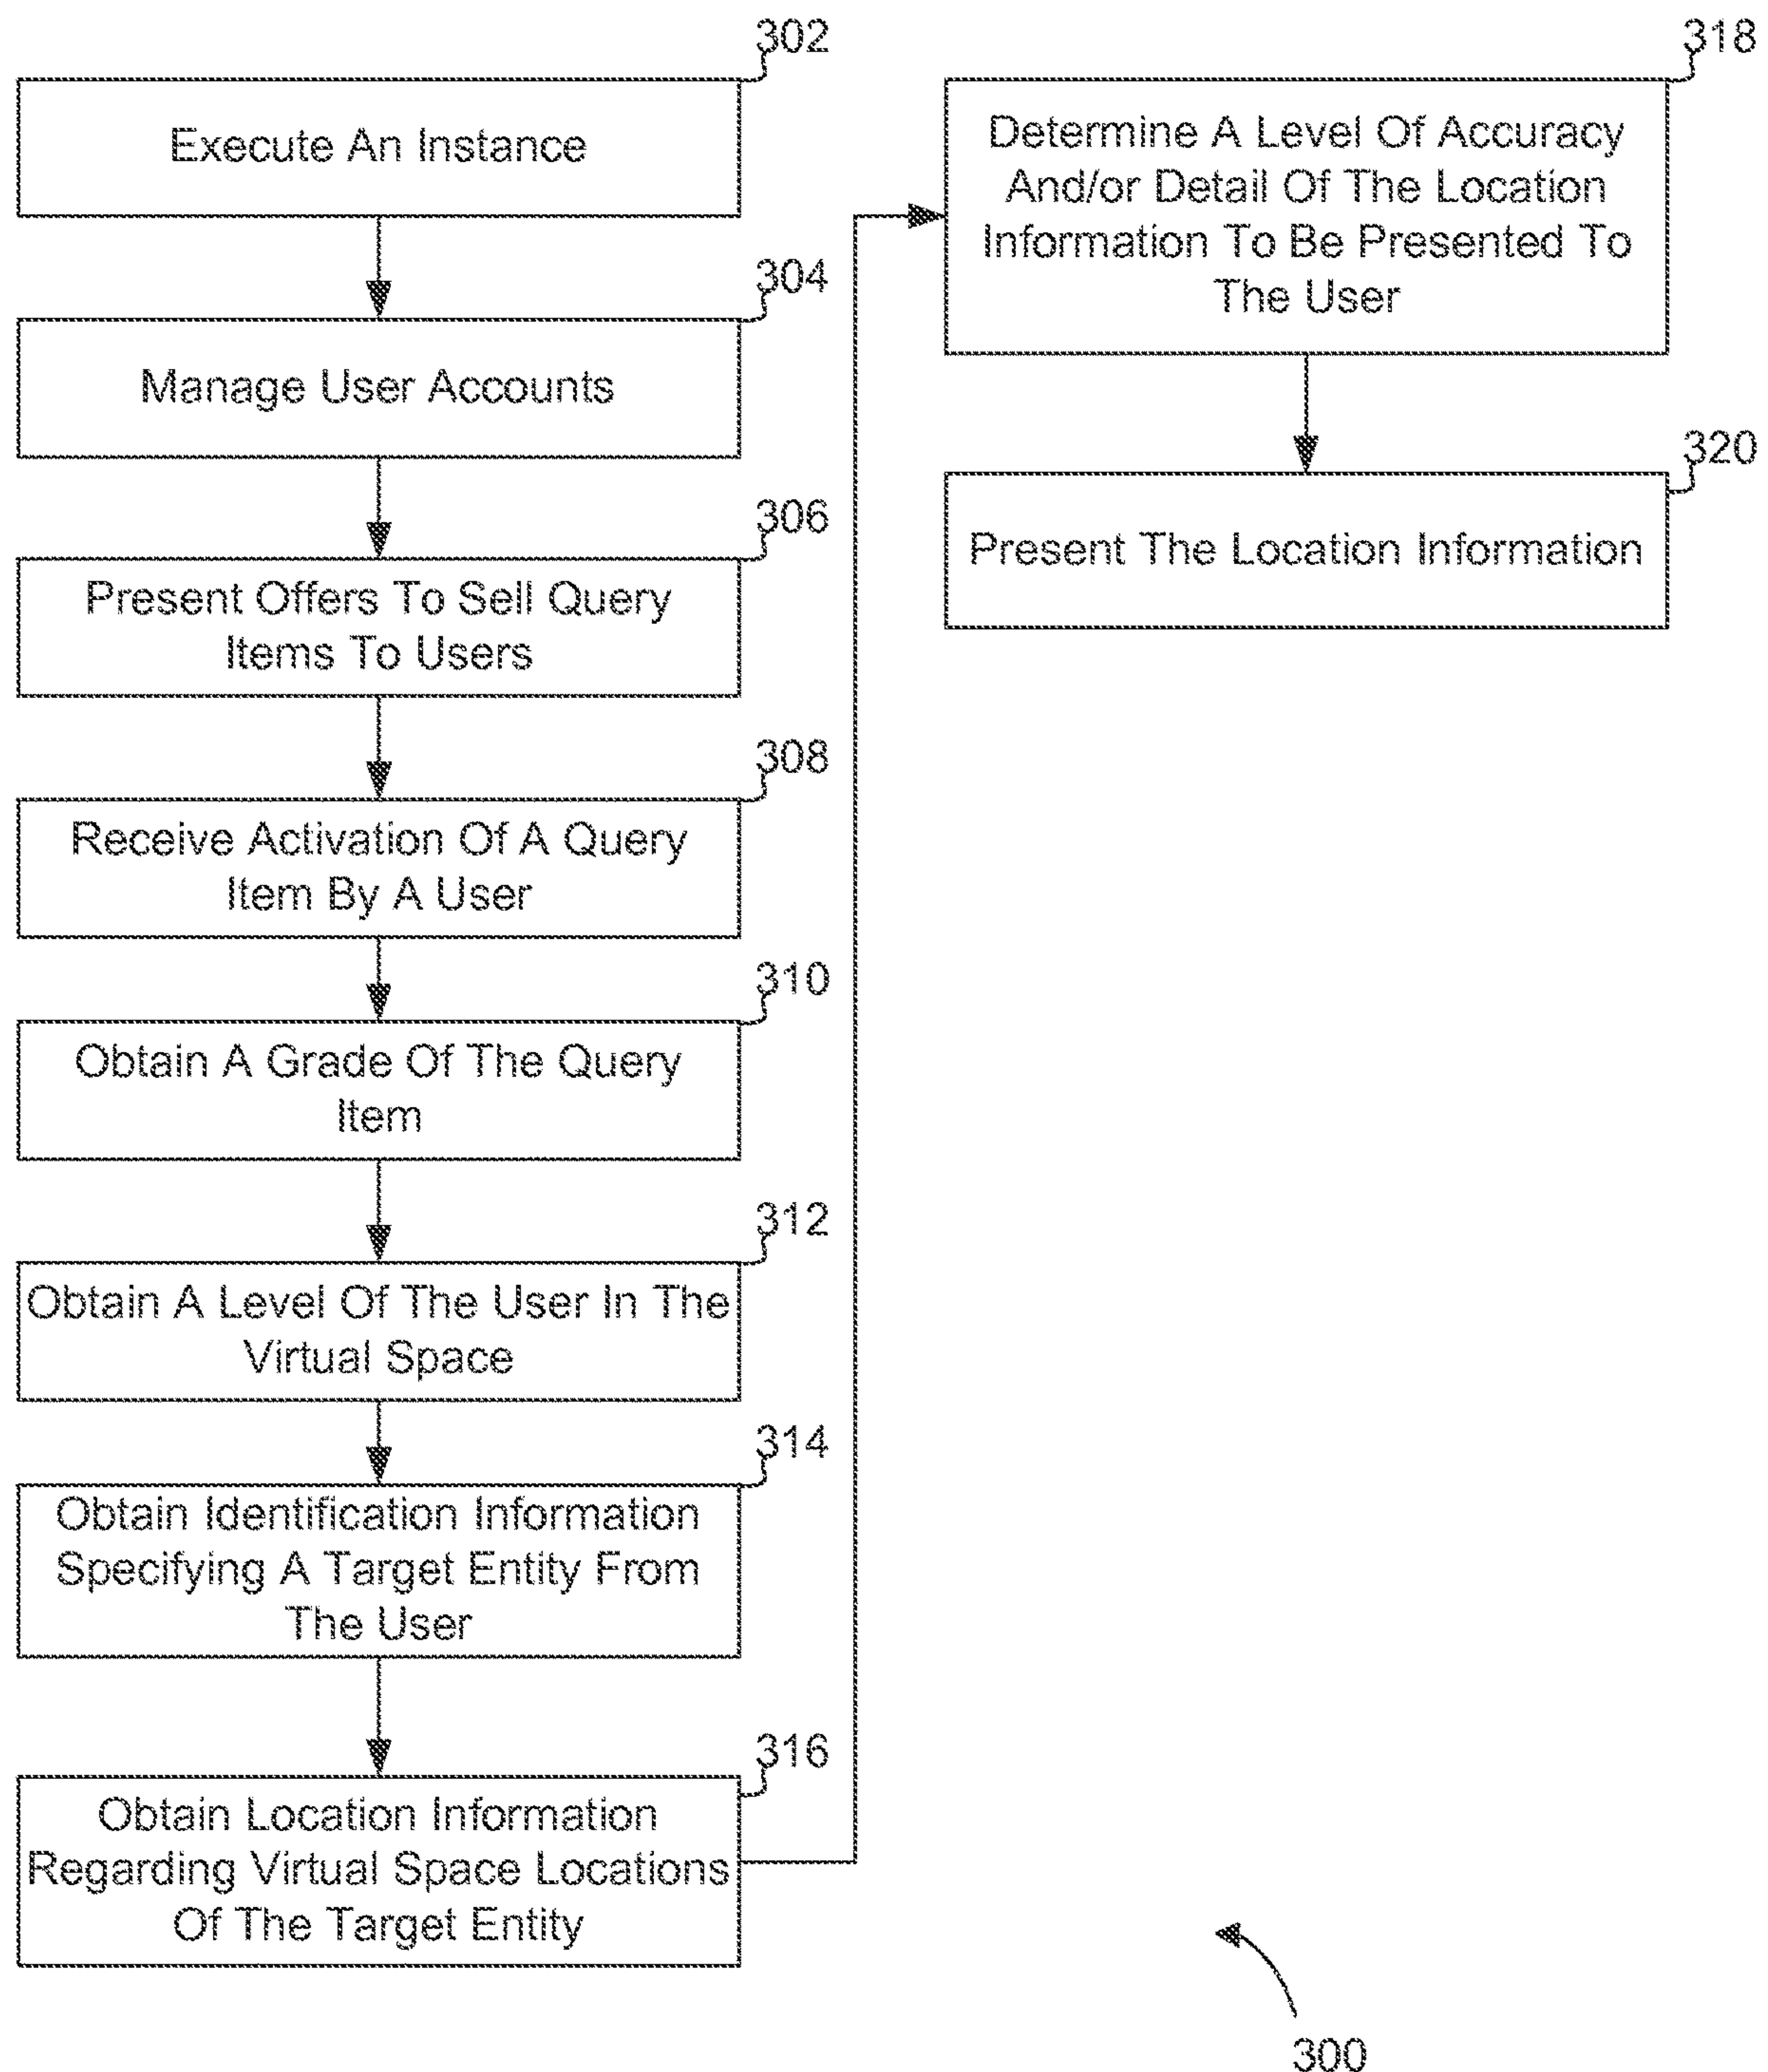 302
Execute An Instance
304
Manage User Accounts
306
Present Offers To Sell Query
Items To Users
308
Receive Activation Of A Query
Item By A User
310
Obtain A Grade Of The Query
Item
312
Obtain A Level Of The User In The
Virtual Space
314
Obtain Identification Information
Specifying A Target Entity From
The User
316
Obtain Location Information
Regarding Virtual Space Locations
Of The Target Entity
318
Determine A Level Of Accuracy
And/or Detail Of The Location
Information To Be Presented To
The User
320
Present The Location Information
300